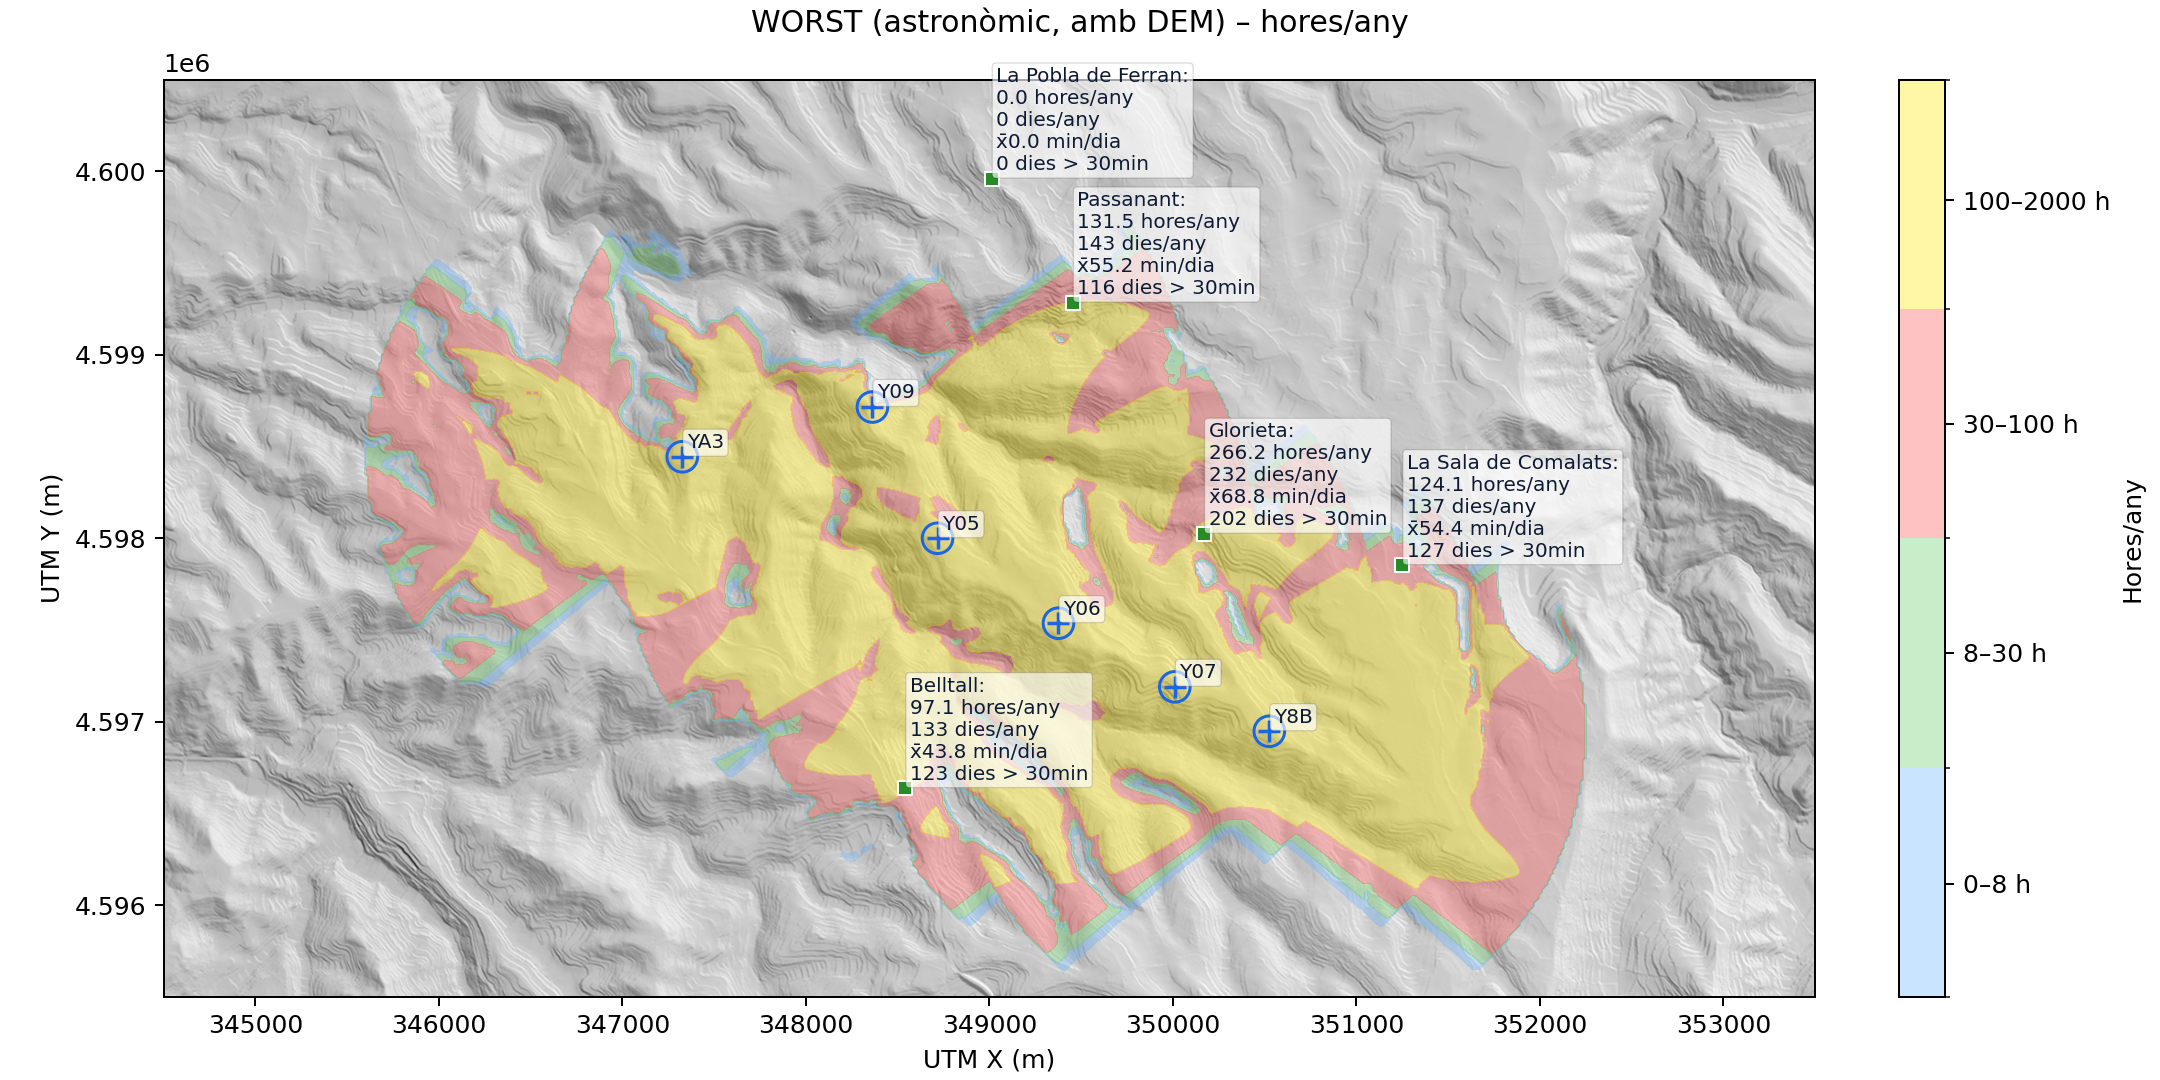 WORST (astronòmic, amb DEM) – hores/any
1e6
La Pobla de Ferran:
0.0 hores/any
0 dies/any
x̄0.0 min/dia
0 dies > 30min
Passanant:
131.5 hores/any
143 dies/any
x̄55.2 min/dia
116 dies > 30min
Y09
YA3
Glorieta:
266.2 hores/any
232 dies/any
x̄68.8 min/dia
202 dies > 30min
La Sala de Comalats:
124.1 hores/any
137 dies/any
x̄54.4 min/dia
127 dies > 30min
Y05
Y06
Y07
Y8B
Belltall:
97.1 hores/any
133 dies/any
x̄43.8 min/dia
123 dies > 30min
4.600
4.599
4.598
4.597
4.596
UTM Y (m)
345000 346000 347000 348000 349000 350000 351000 352000 353000
UTM X (m)
100–2000 h
30–100 h
8–30 h
0–8 h
Hores/any